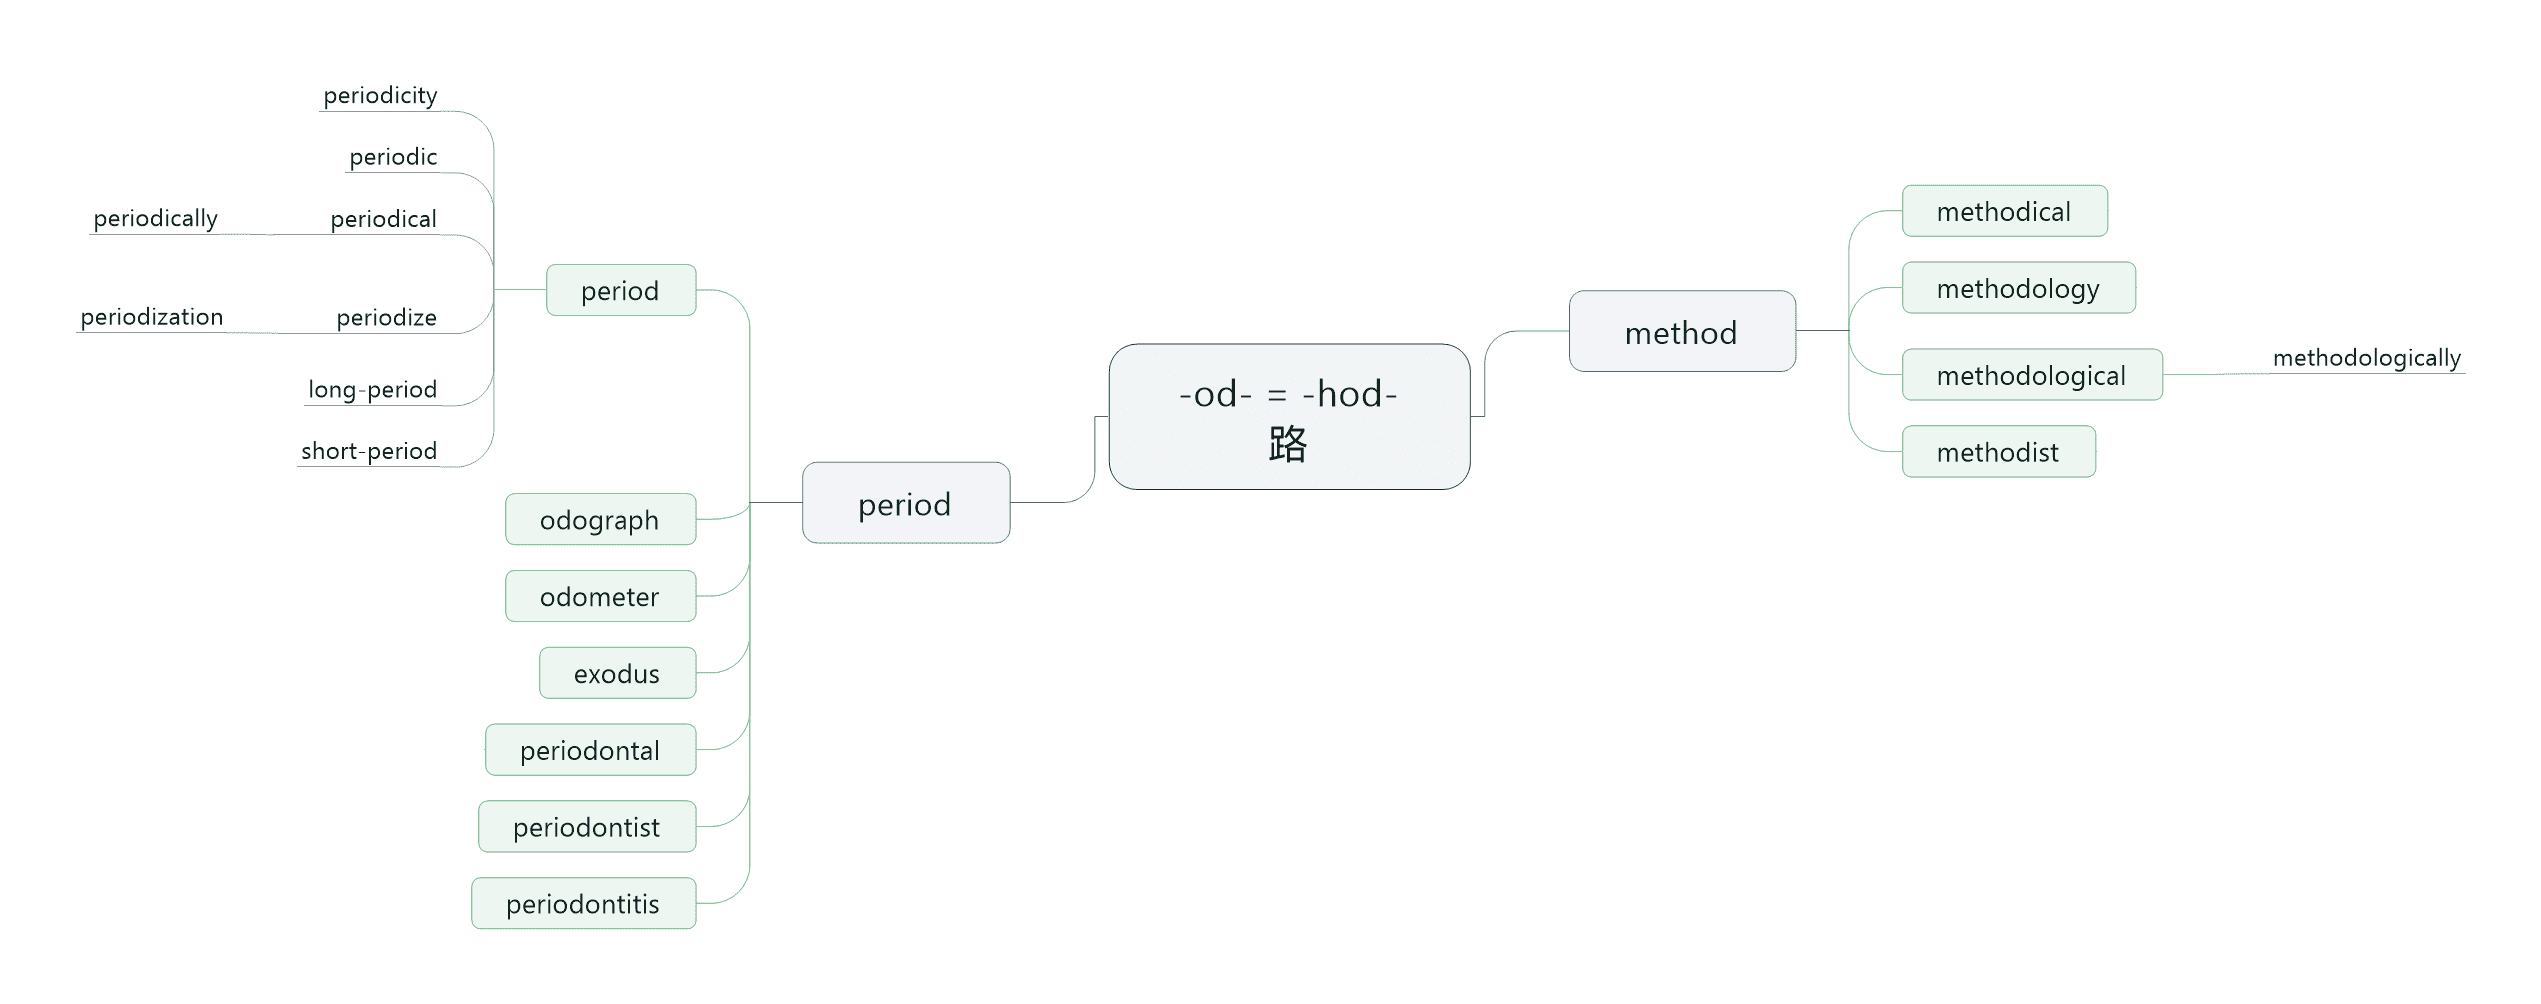 -od- = -hod-
路
method
methodical
methodology
methodological
methodologically
methodist
period
period
periodicity
periodic
periodical
periodically
periodize
periodization
long-period
short-period
odograph
odometer
exodus
periodontal
periodontist
periodontitis